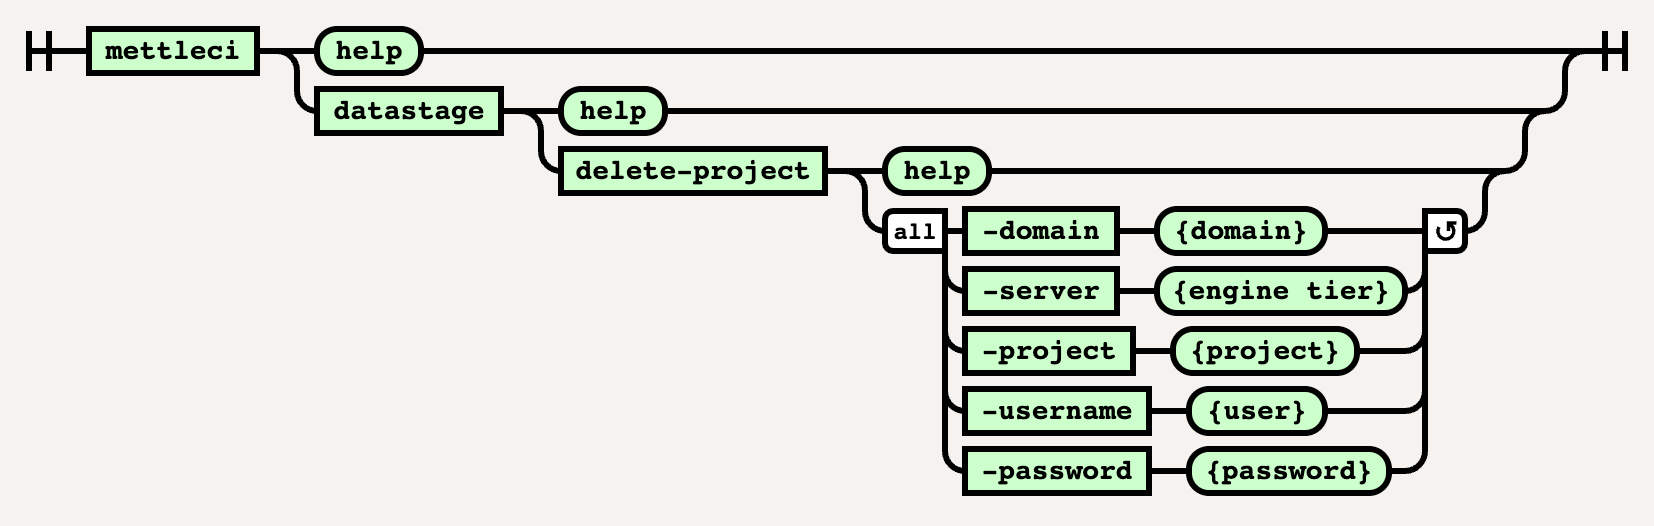 mettleci help
datastage help
delete-project help
all -domain {domain} ↺
-server {engine tier}
-project {project}
-username {user}
-password {password}